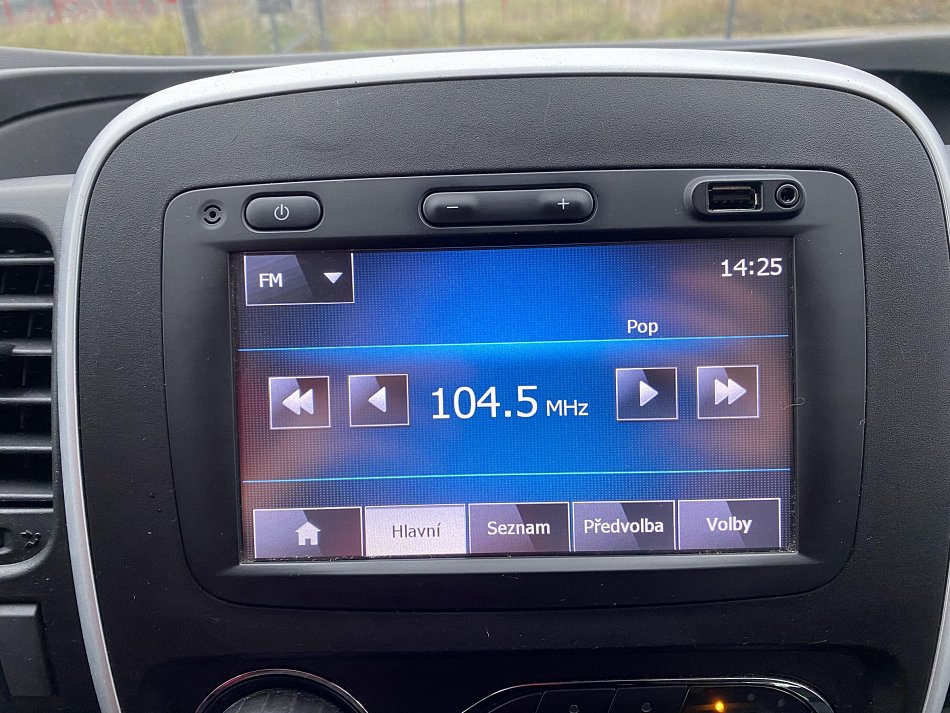 − +
FM 14:25
Pop
104.5 MHz
Hlavní Seznam Předvolba Volby